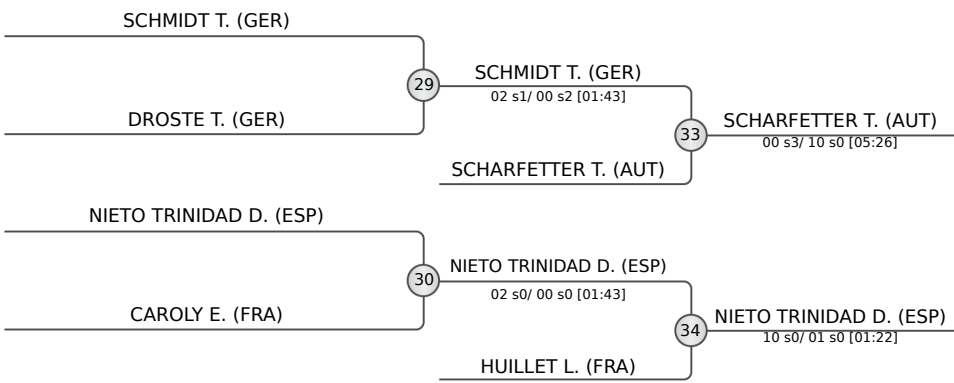 SCHMIDT T. (GER)
29
SCHMIDT T. (GER)
02 s1/ 00 s2 [01:43]
DROSTE T. (GER)
33
SCHARFETTER T. (AUT)
00 s3/ 10 s0 [05:26]
SCHARFETTER T. (AUT)
NIETO TRINIDAD D. (ESP)
30
NIETO TRINIDAD D. (ESP)
02 s0/ 00 s0 [01:43]
CAROLY E. (FRA)
34
NIETO TRINIDAD D. (ESP)
10 s0/ 01 s0 [01:22]
HUILLET L. (FRA)